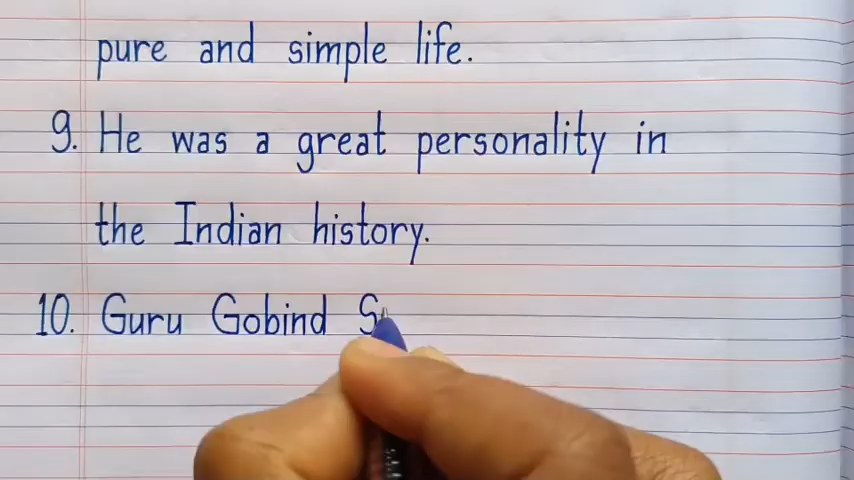 pure and simple life.
9. He was a great personality in
the Indian history.
10. Guru Gobind S